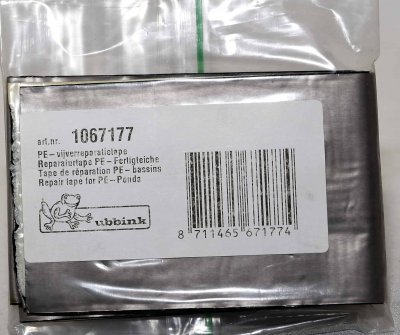 art.nr. 1067177
PE-vijverreparatietape
Reparaturtape PE-Fertigteiche
Tape de réparation PE-bassins
Repair tape for PE-Ponds
ubbink
8 711465 671774